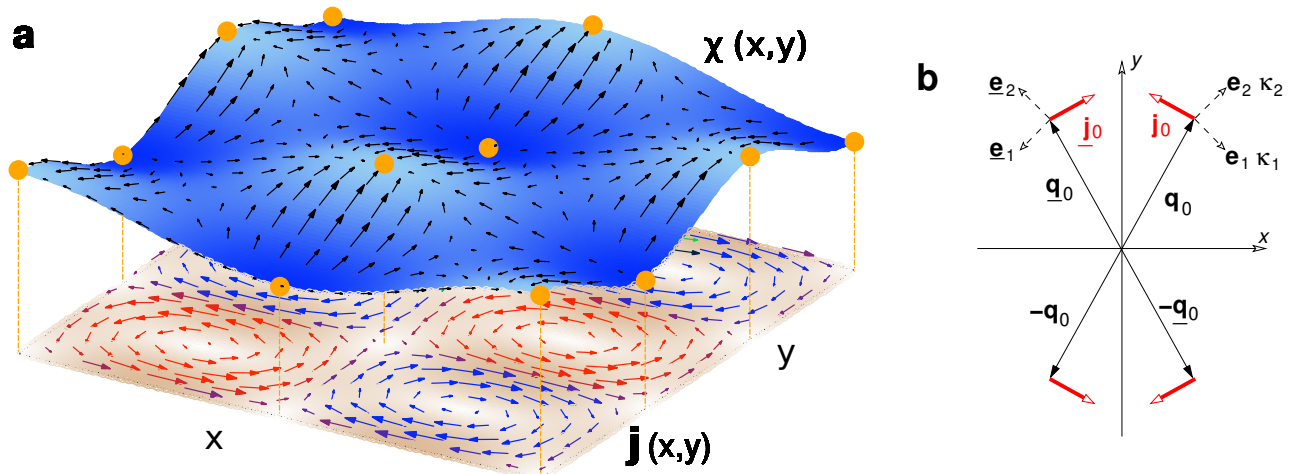 a
χ (x,y)
x
y
j (x,y)
b
y
x
e₂
e₁
j₀
q₀
j₀
e₂ κ₂
e₁ κ₁
q₀
−q₀
−q₀